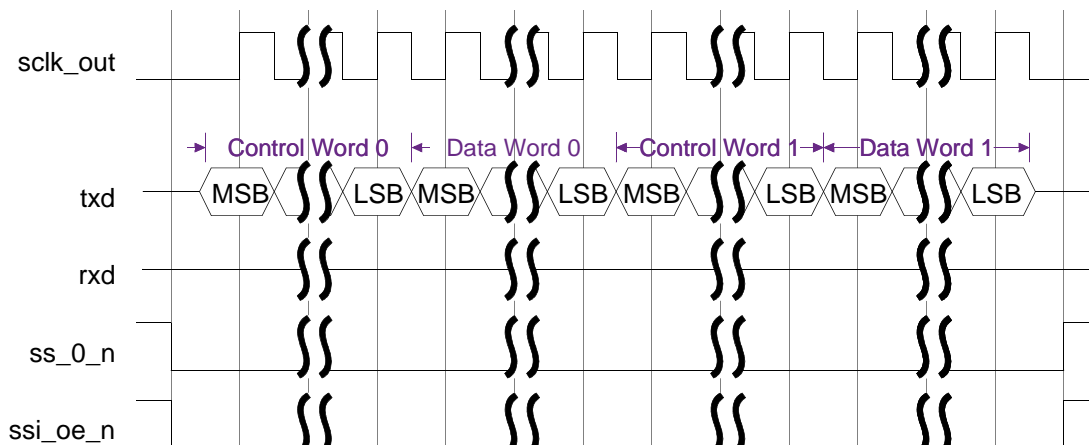 sclk_out
Control Word 0 Data Word 0 Control Word 1 Data Word 1
txd MSB LSB MSB LSB MSB LSB MSB LSB
rxd
ss_0_n
ssi_oe_n